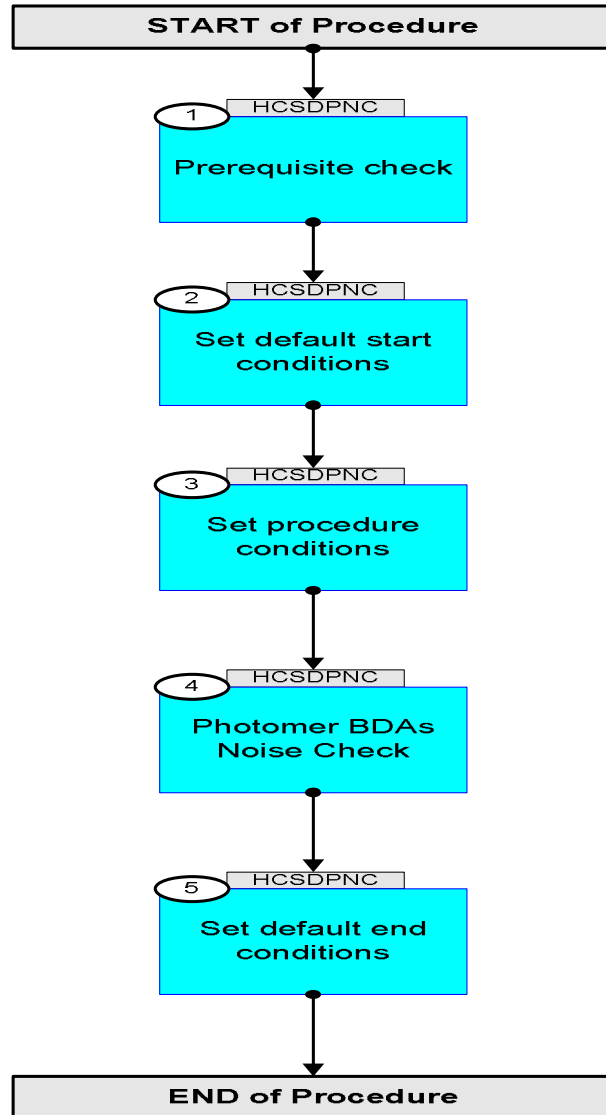 START of Procedure
HCSDPNC
1
Prerequisite check
HCSDPNC
2
Set default start
conditions
HCSDPNC
3
Set procedure
conditions
HCSDPNC
4
Photomer BDAs
Noise Check
HCSDPNC
5
Set default end
conditions
END of Procedure